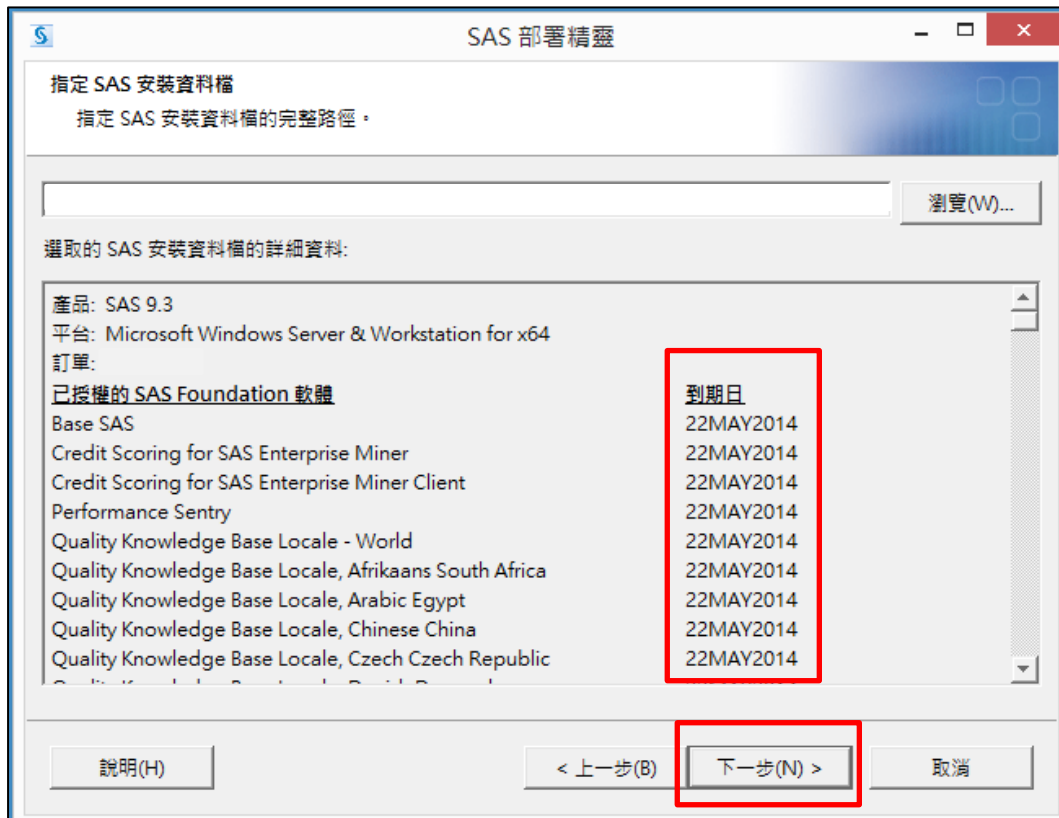 SAS 部署精靈
指定 SAS 安裝資料檔
指定 SAS 安裝資料檔的完整路徑。
瀏覽(W)...
選取的 SAS 安裝資料檔的詳細資料:
產品: SAS 9.3
平台: Microsoft Windows Server & Workstation for x64
訂單:
已授權的 SAS Foundation 軟體 到期日
Base SAS 22MAY2014
Credit Scoring for SAS Enterprise Miner 22MAY2014
Credit Scoring for SAS Enterprise Miner Client 22MAY2014
Performance Sentry 22MAY2014
Quality Knowledge Base Locale - World 22MAY2014
Quality Knowledge Base Locale, Afrikaans South Africa 22MAY2014
Quality Knowledge Base Locale, Arabic Egypt 22MAY2014
Quality Knowledge Base Locale, Chinese China 22MAY2014
Quality Knowledge Base Locale, Czech Czech Republic 22MAY2014
說明(H) < 上一步(B) 下一步(N) > 取消